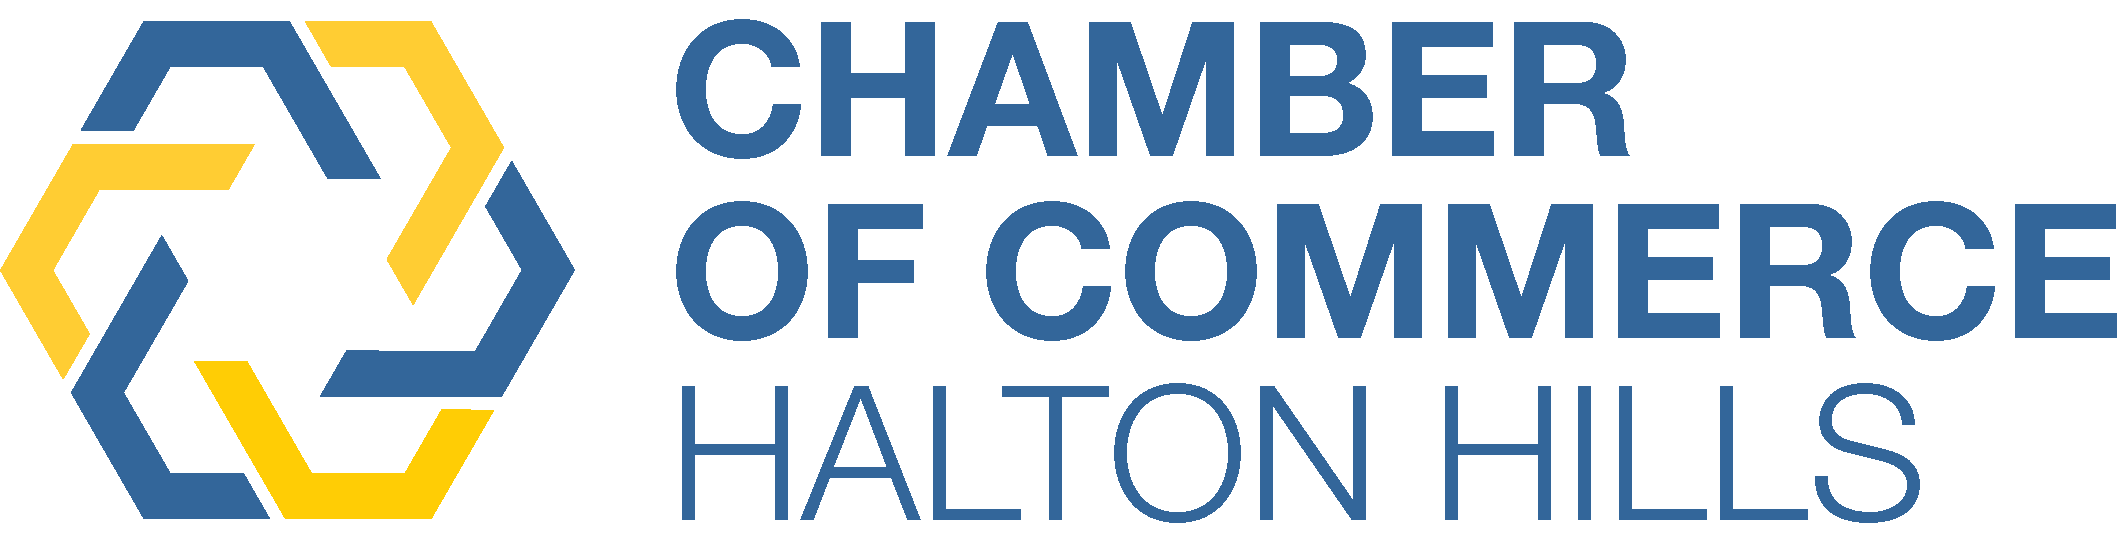 CHAMBER
OF COMMERCE
HALTON HILLS